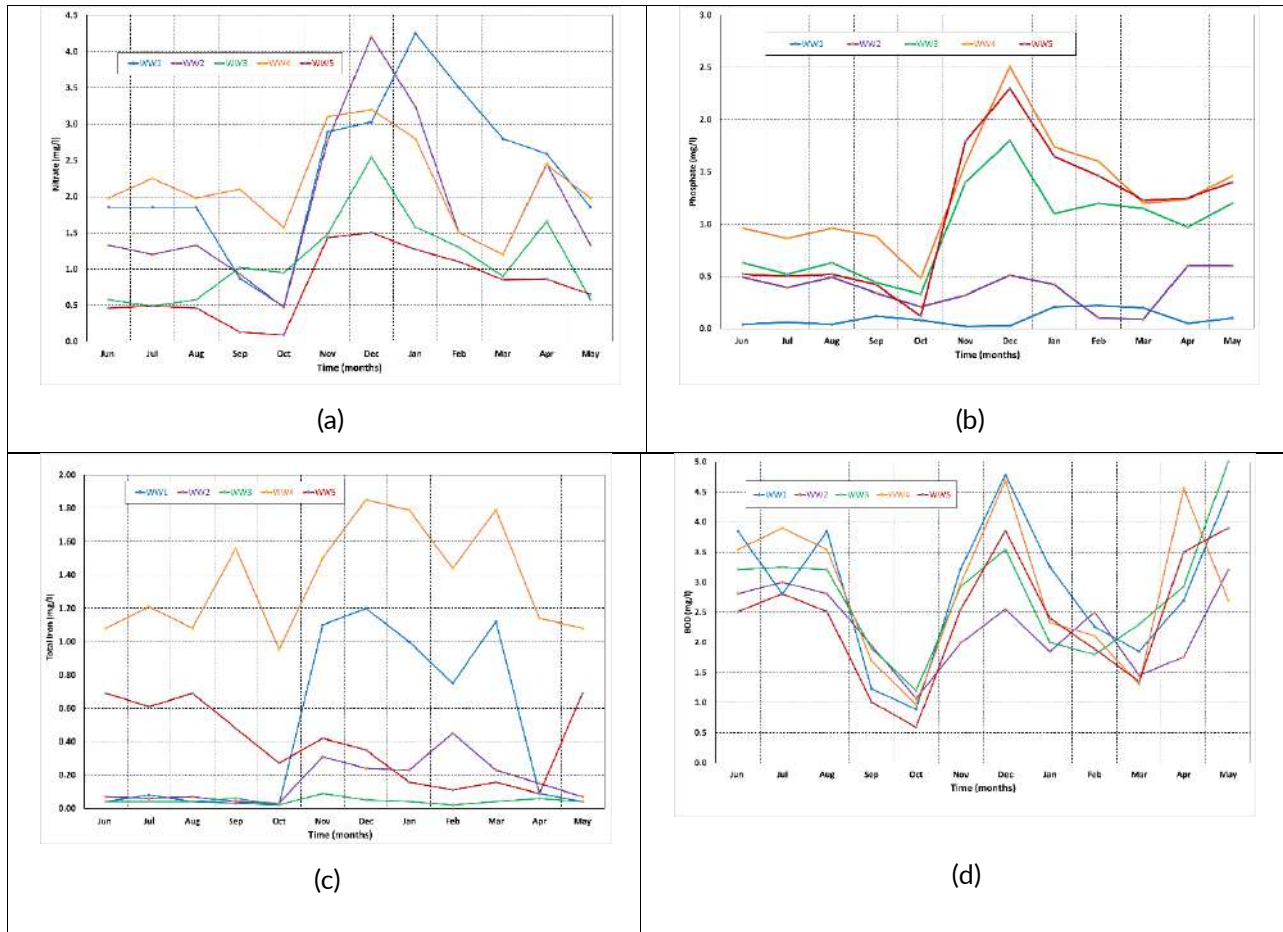 4.5
4.0
3.5
3.0
2.5
2.0
1.5
1.0
0.5
0.0
Nitrate (mg/l)
WW1 WW2 WW3 WW4 WW5
Jun Jul Aug Sep Oct Nov Dec Jan Feb Mar Apr May
Time (months)
(a)
3.0
2.5
2.0
1.5
1.0
0.5
0.0
Phosphate (mg/l)
WW1 WW2 WW3 WW4 WW5
Jun Jul Aug Sep Oct Nov Dec Jan Feb Mar Apr May
Time (months)
(b)
2.00
1.80
1.60
1.40
1.20
1.00
0.80
0.60
0.40
0.20
0.00
Total Iron (mg/l)
WW1 WW2 WW3 WW4 WW5
Jun Jul Aug Sep Oct Nov Dec Jan Feb Mar Apr May
Time (months)
(c)
5.0
4.5
4.0
3.5
3.0
2.5
2.0
1.5
1.0
0.5
0.0
BOD (mg/l)
WW1 WW2 WW3 WW4 WW5
Jun Jul Aug Sep Oct Nov Dec Jan Feb Mar Apr May
Time (months)
(d)